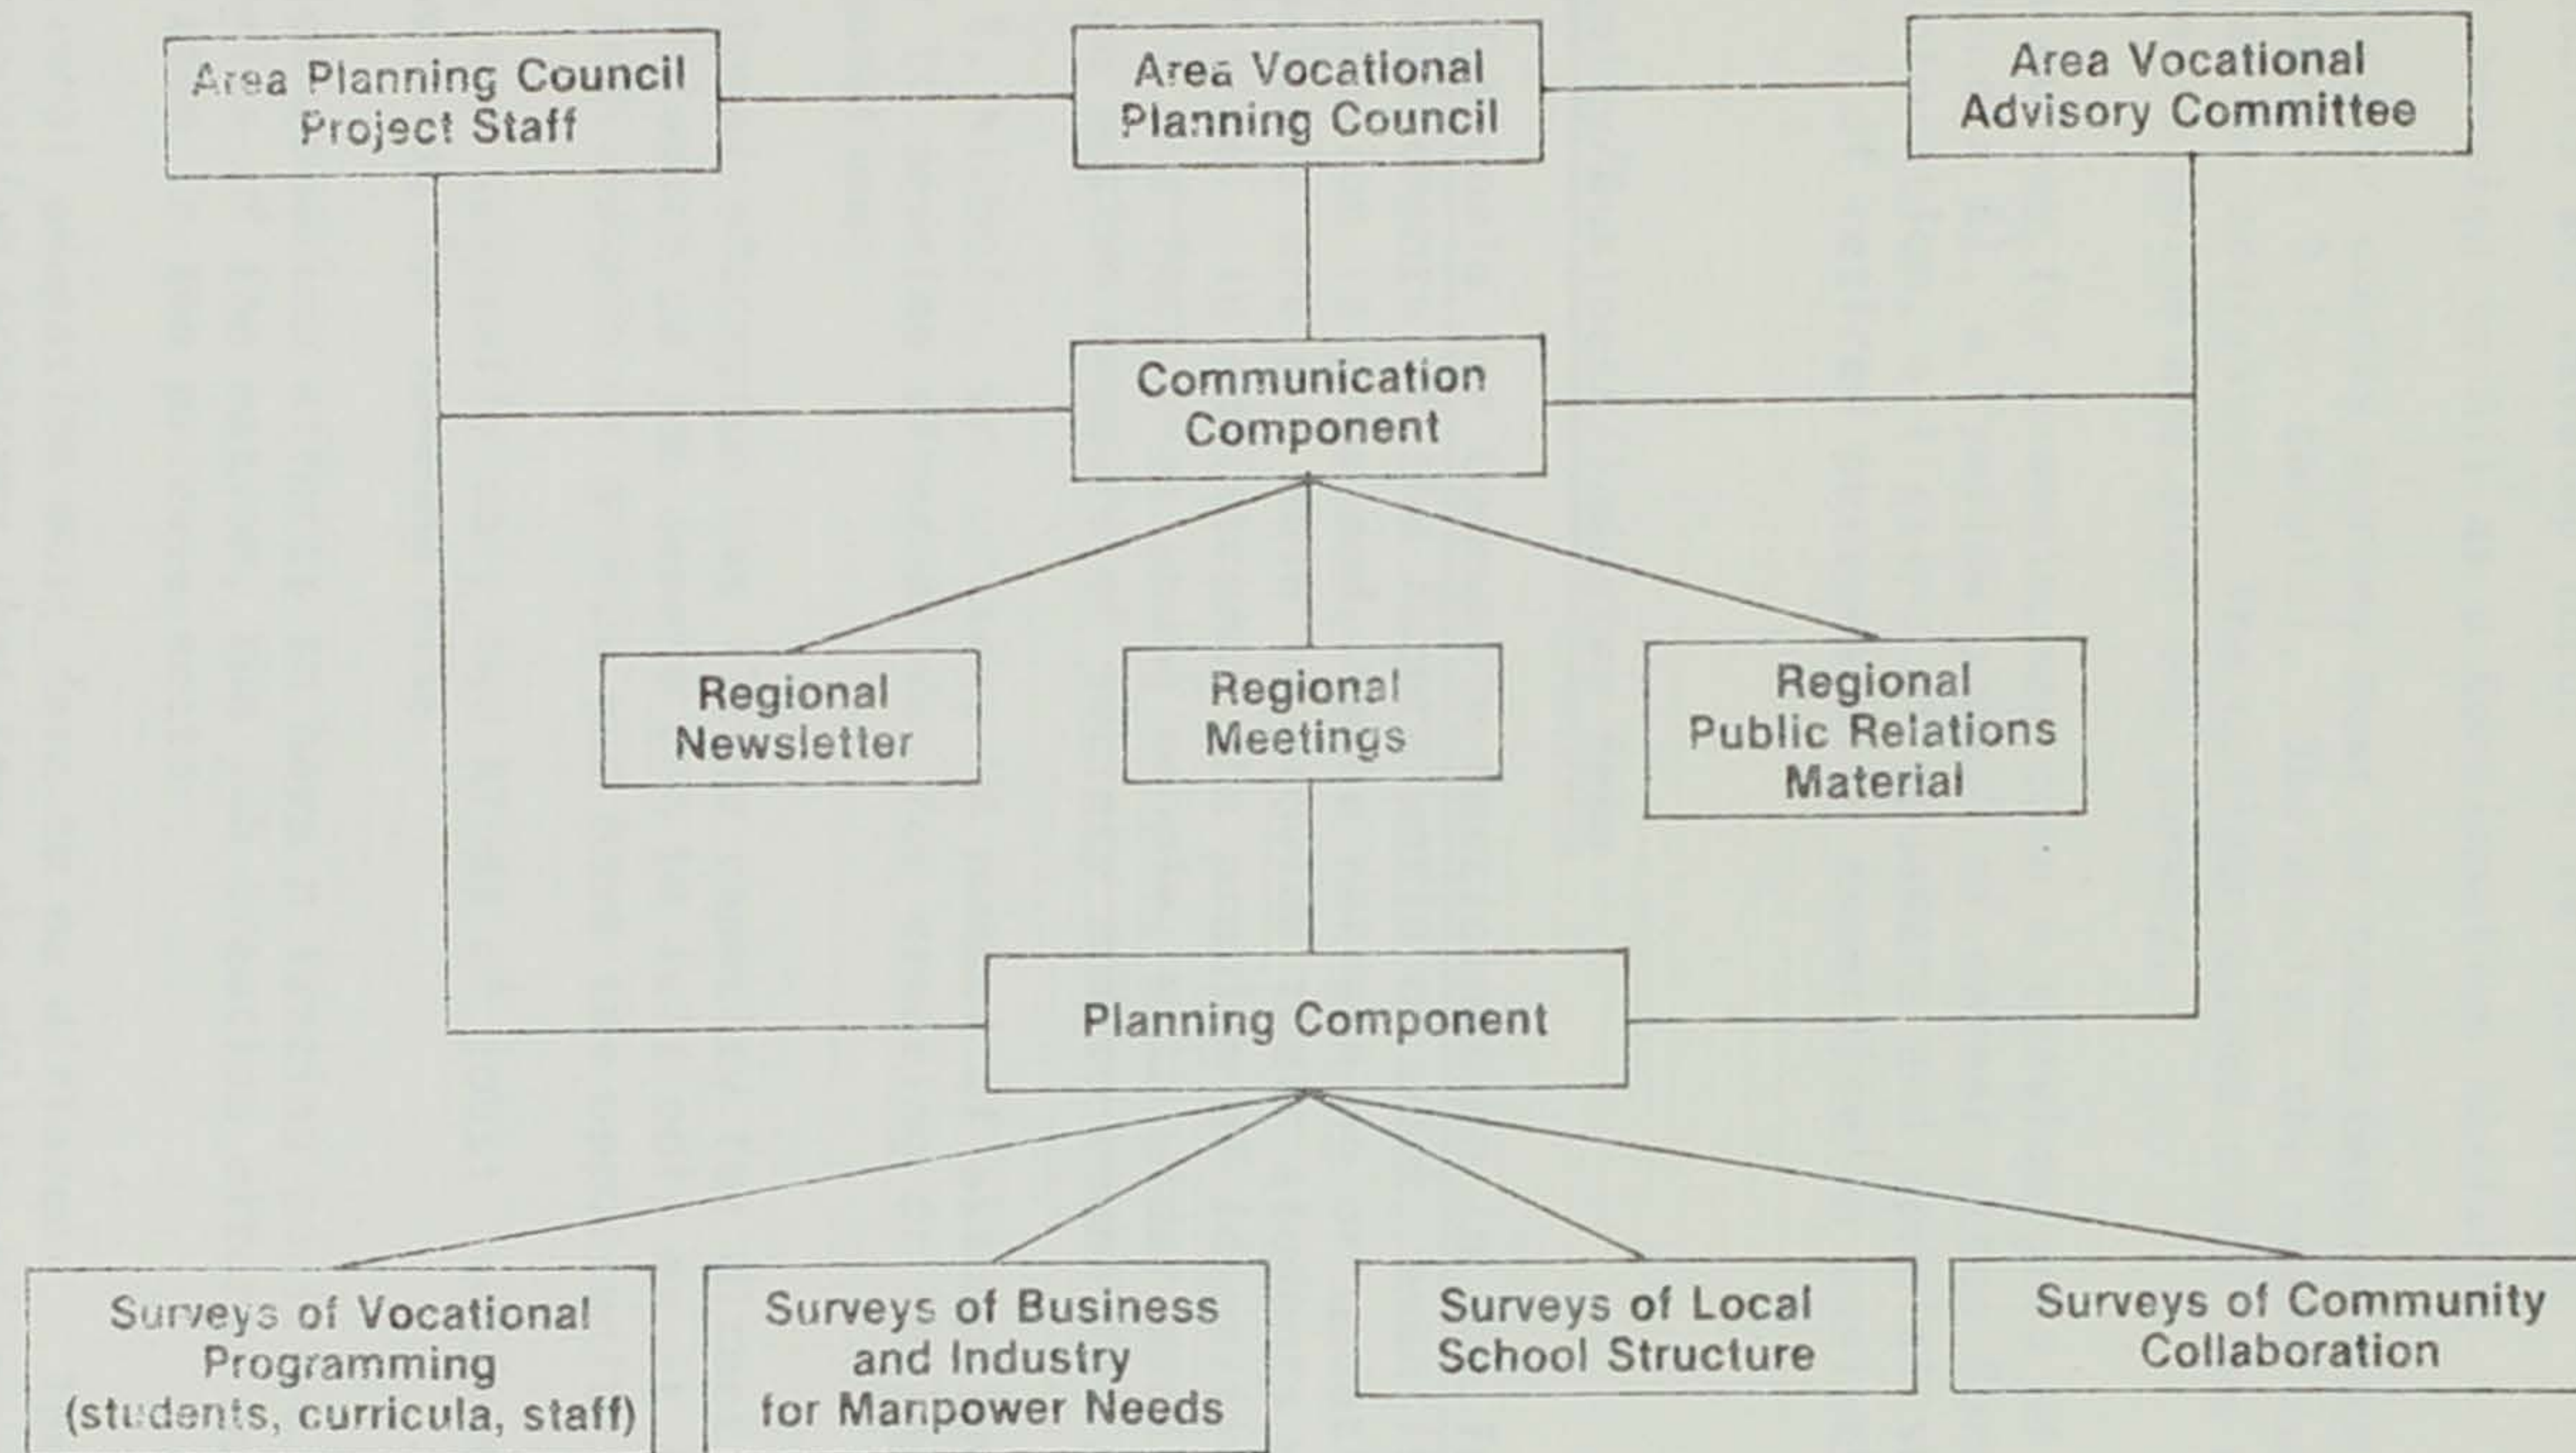 Area Planning Council
Project Staff
Area Vocational
Planning Council
Area Vocational
Advisory Committee
Communication
Component
Regional
Newsletter
Regional
Meetings
Regional
Public Relations
Material
Planning Component
Surveys of Vocational
Programming
(students, curricula, staff)
Surveys of Business
and Industry
for Manpower Needs
Surveys of Local
School Structure
Surveys of Community
Collaboration